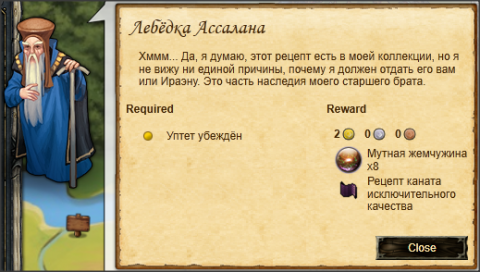 Лебёдка Ассалана
Хммм... Да, я думаю, этот рецепт есть в моей коллекции, но я
не вижу ни единой причины, почему я должен отдать его вам
или Ираэну. Это часть наследия моего старшего брата.
Required
Reward
Уптет убеждён
2 0 0
Мутная жемчужина
x8
Рецепт каната
исключительного
качества
Close